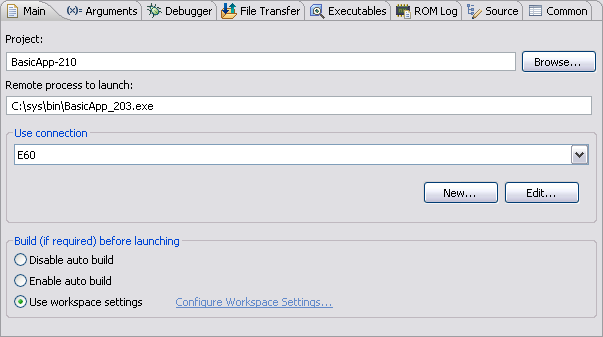 Main (x)= Arguments Debugger File Transfer Executables ROM Log Source Common
Project:
BasicApp-210 Browse...
Remote process to launch:
C:\sys\bin\BasicApp_203.exe
Use connection
E60
New... Edit...
Build (if required) before launching
Disable auto build
Enable auto build
Use workspace settings Configure Workspace Settings...